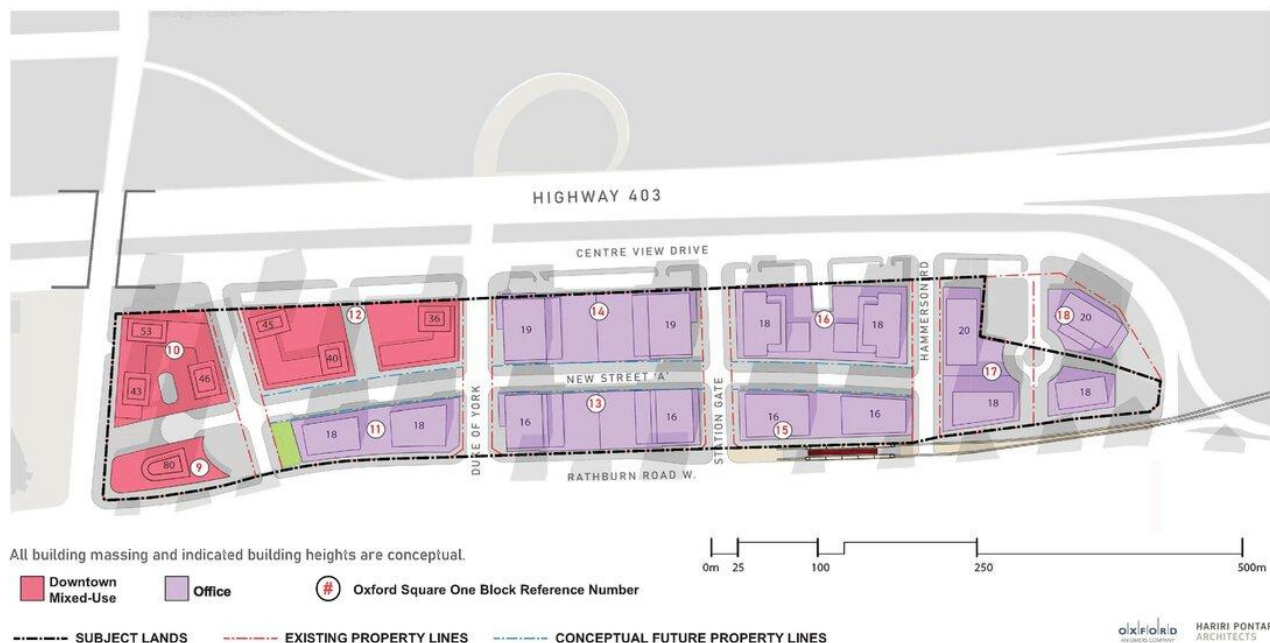 HIGHWAY 403
CENTRE VIEW DRIVE
HAMMERSON RD
53
10
43
46
45
12
40
36
19
14
19
18
16
18
20
18
20
17
18
18
NEW STREET 'A'
DUKE OF YORK
STATION GATE
80
9
18
11
18
16
13
16
16
15
16
RATHBURN ROAD W.
All building massing and indicated building heights are conceptual.
0m 25 100 250 500m
Downtown
Mixed-Use
Office
# Oxford Square One Block Reference Number
SUBJECT LANDS EXISTING PROPERTY LINES CONCEPTUAL FUTURE PROPERTY LINES
OXFORD
HARIRI PONTAR
ARCHITECTS